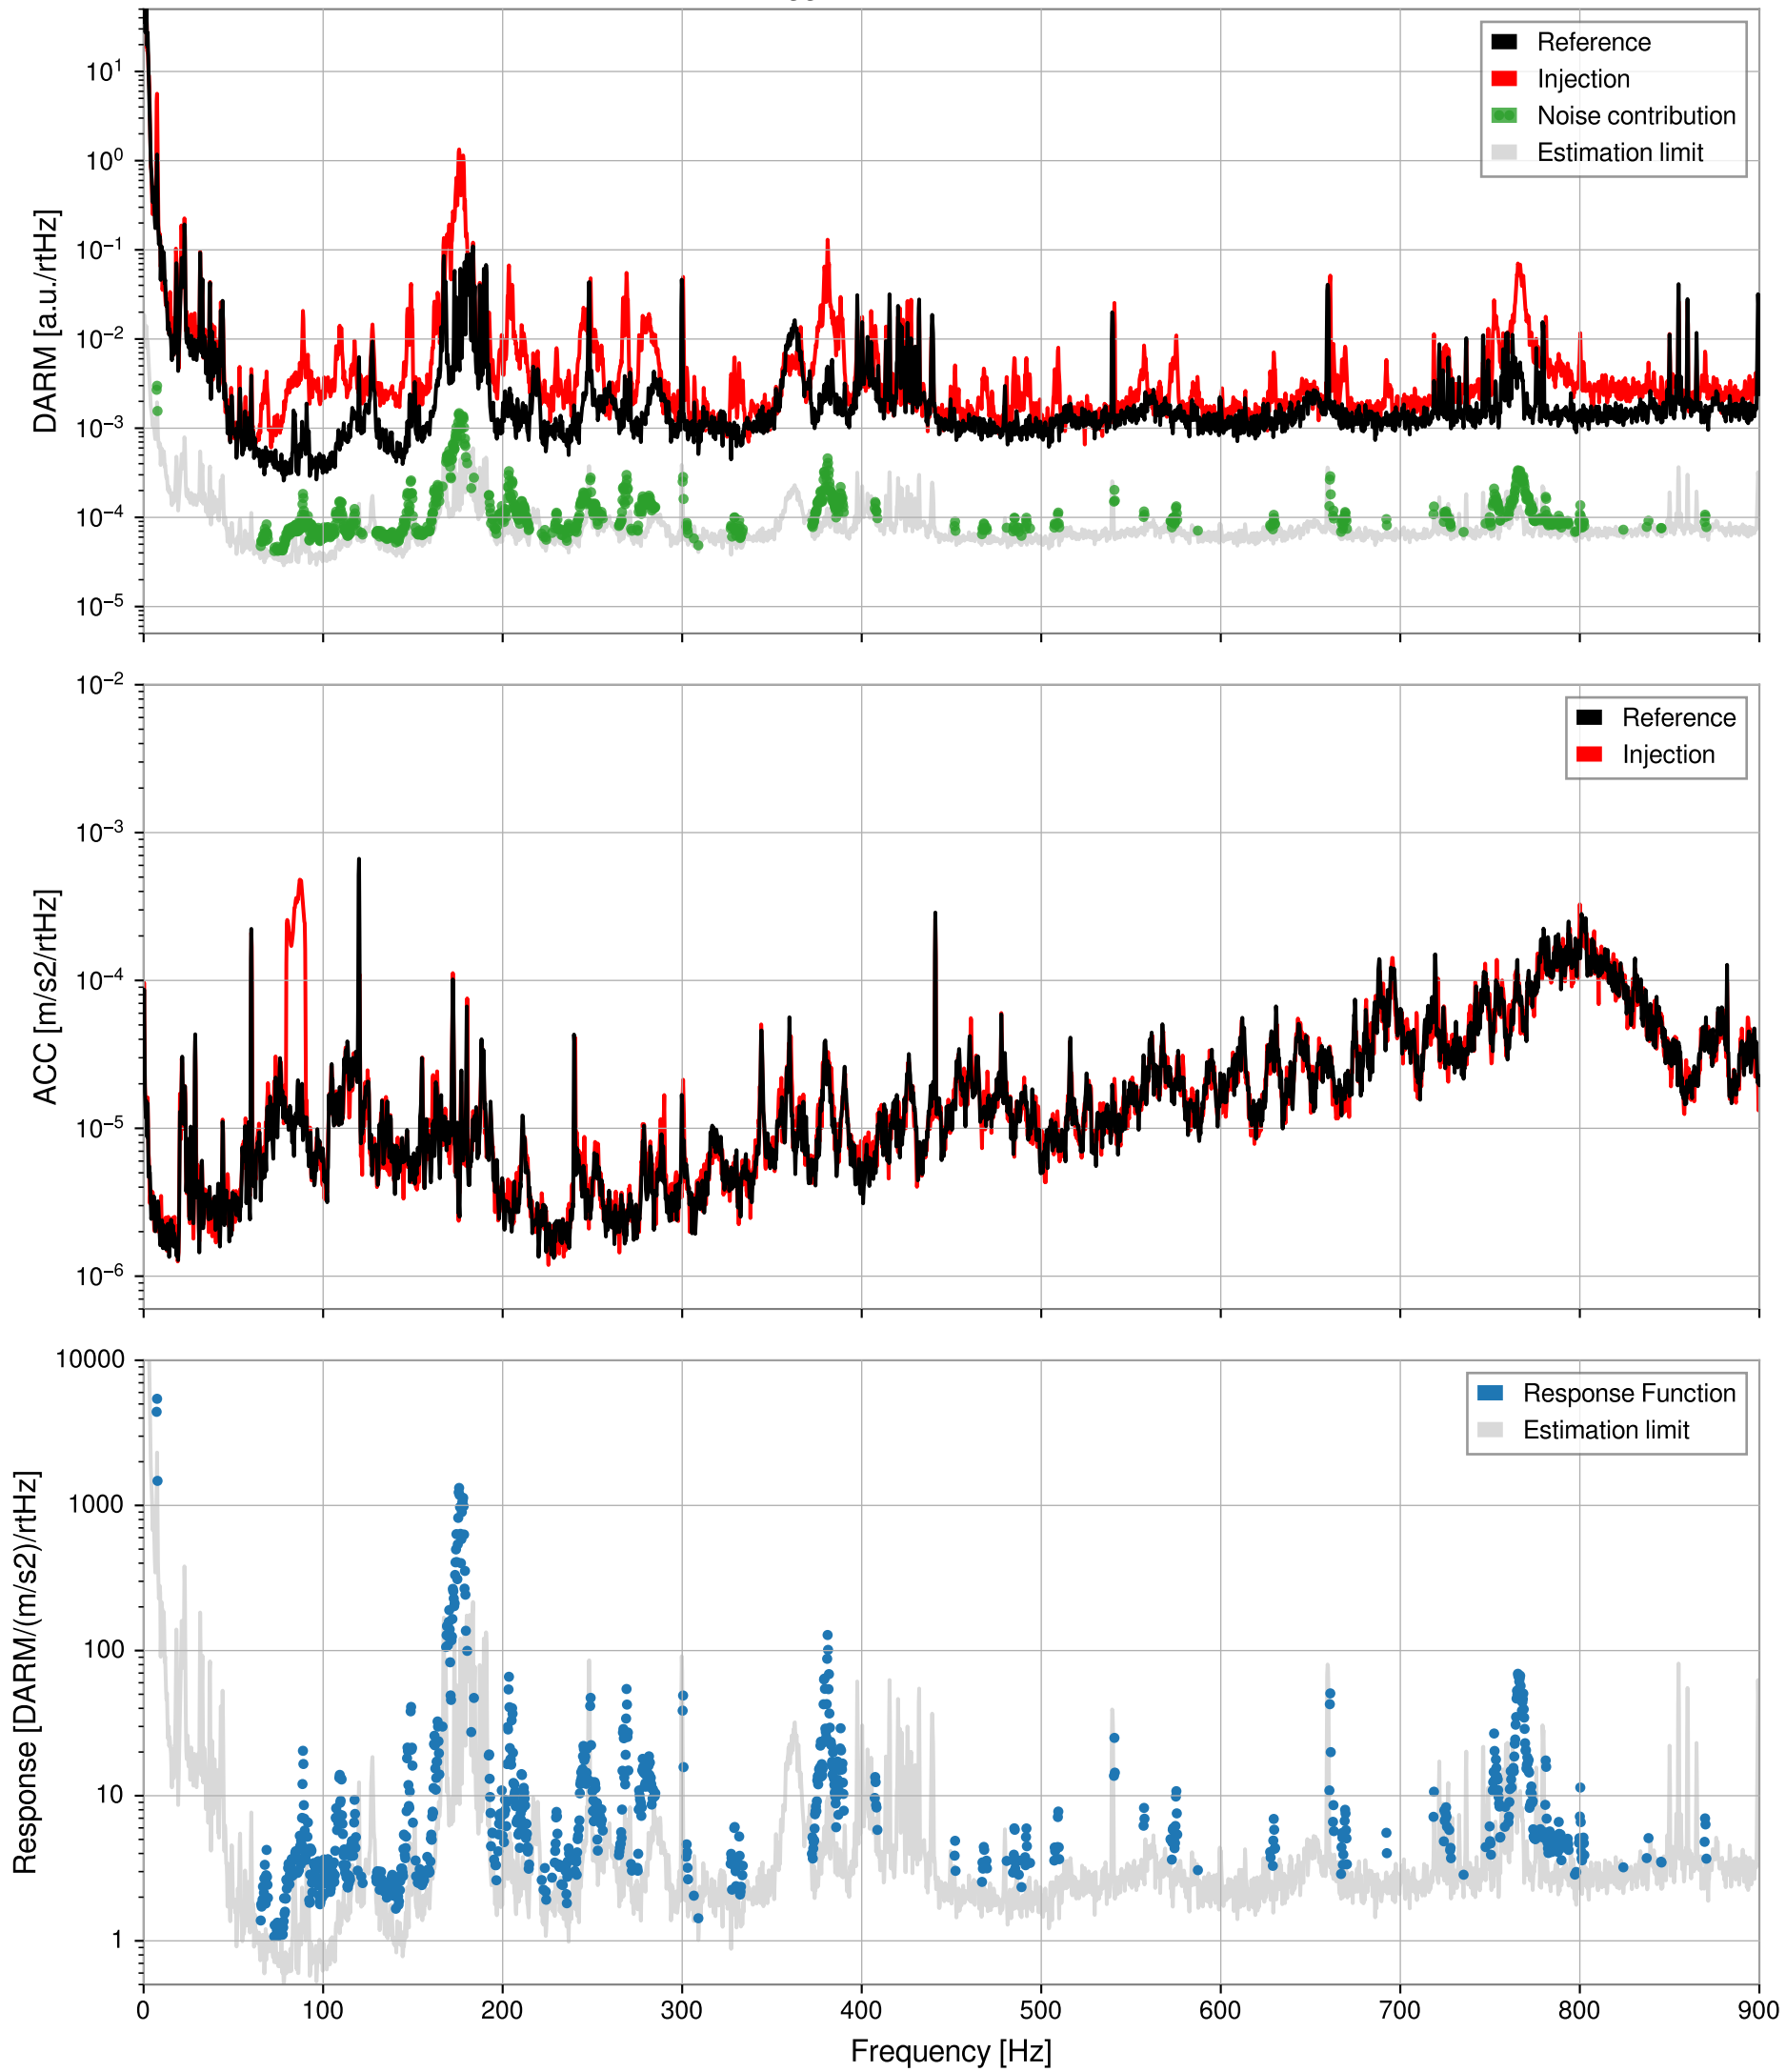 Reference
Injection
Noise contribution
Estimation limit
DARM [a.u./rtHz]
10¹
10⁰
10⁻¹
10⁻²
10⁻³
10⁻⁴
10⁻⁵
Reference
Injection
ACC [m/s2/rtHz]
10⁻²
10⁻³
10⁻⁴
10⁻⁵
10⁻⁶
Response Function
Estimation limit
Response [DARM/(m/s2)/rtHz]
10000
1000
100
10
1
0 100 200 300 400 500 600 700 800 900
Frequency [Hz]